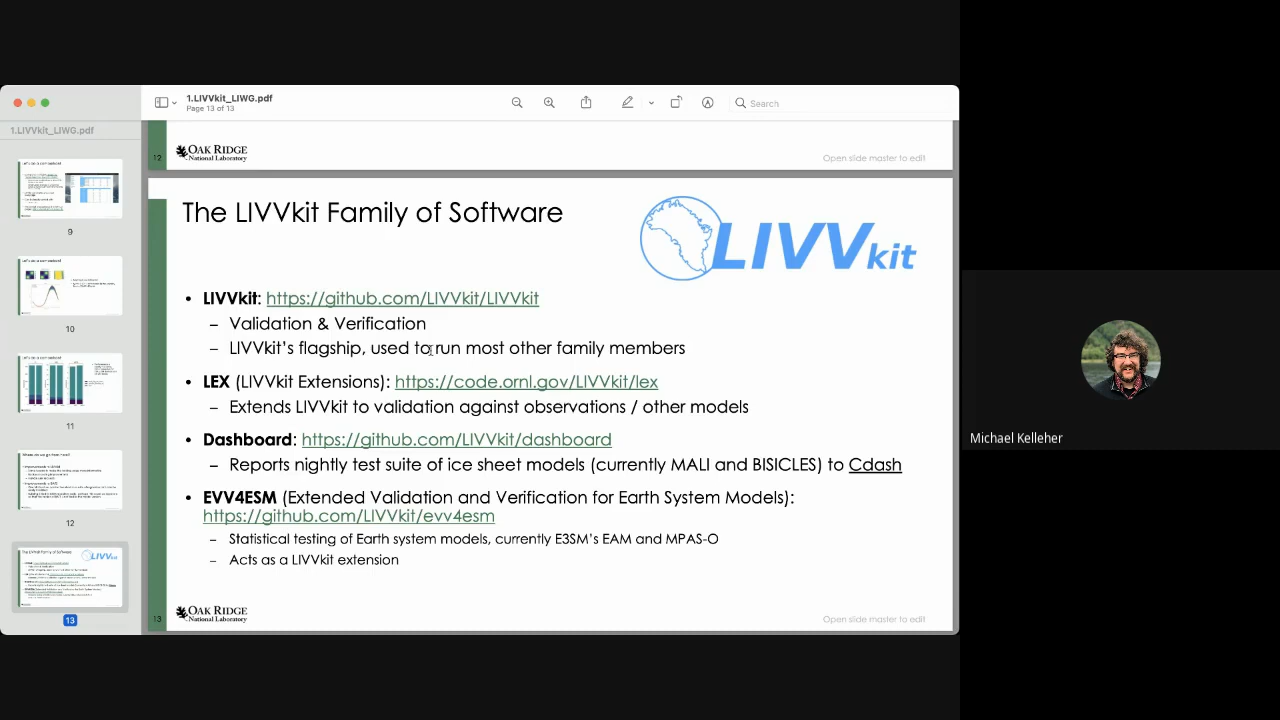 1.LIVVkit_LIWG.pdf
Page 13 of 13
Search
1.LIVVkit_LIWG.pdf
9
10
11
12
13
12
OAK RIDGE
National Laboratory
Open slide master to edit
The LIVVkit Family of Software
LIVVkit
• LIVVkit: https://github.com/LIVVkit/LIVVkit
– Validation & Verification
– LIVVkit's flagship, used to run most other family members
• LEX (LIVVkit Extensions): https://code.ornl.gov/LIVVkit/lex
– Extends LIVVkit to validation against observations / other models
• Dashboard: https://github.com/LIVVkit/dashboard
– Reports nightly test suite of ice sheet models (currently MALI and BISICLES) to Cdash
• EVV4ESM (Extended Validation and Verification for Earth System Models):
https://github.com/LIVVkit/evv4esm
– Statistical testing of Earth system models, currently E3SM's EAM and MPAS-O
– Acts as a LIVVkit extension
13
OAK RIDGE
National Laboratory
Open slide master to edit
Michael Kelleher